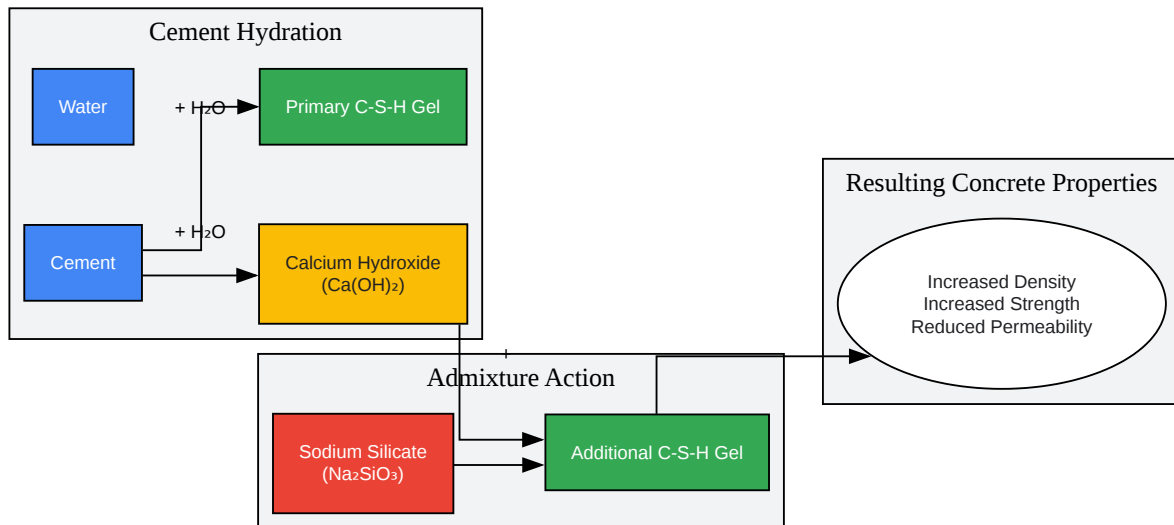 Cement Hydration
Water
+ H₂O
Primary C-S-H Gel
+ H₂O
Cement
Calcium Hydroxide
(Ca(OH)₂)
Resulting Concrete Properties
Increased Density
Increased Strength
Reduced Permeability
+
Admixture Action
Sodium Silicate
(Na₂SiO₃)
Additional C-S-H Gel